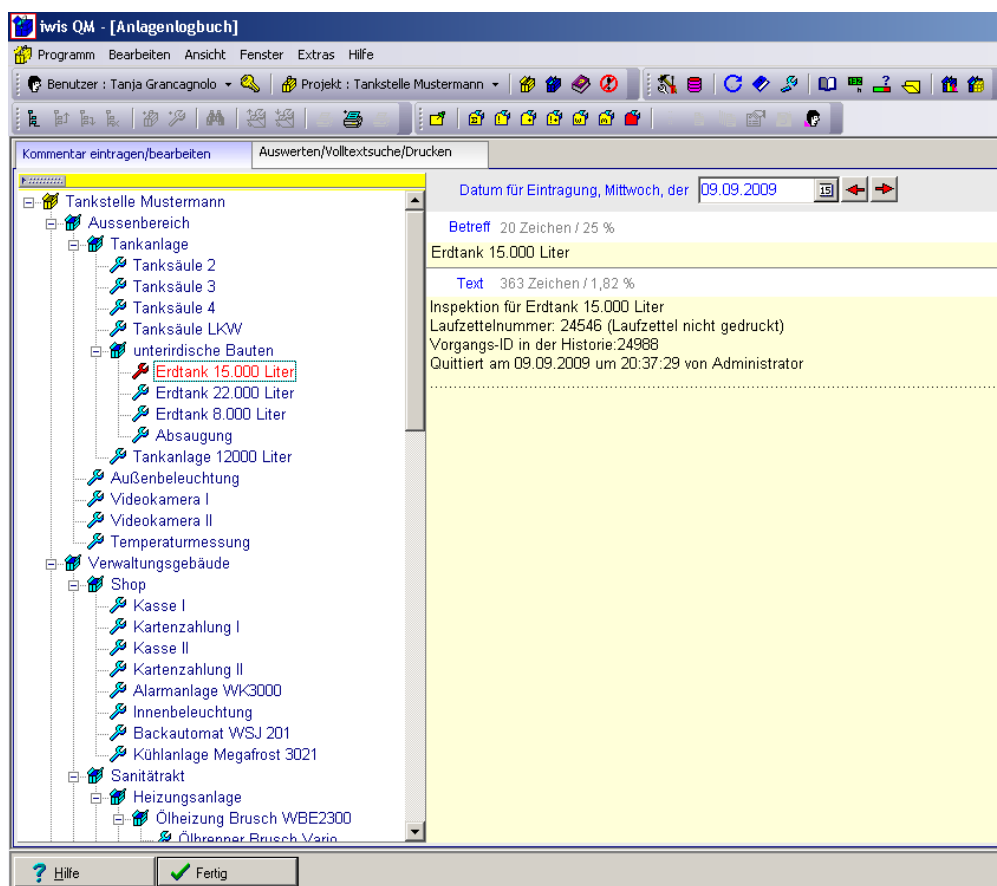 iwis QM - [Anlagenlogbuch]
Programm Bearbeiten Ansicht Fenster Extras Hilfe
Benutzer : Tanja Grancagnolo Projekt : Tankstelle Mustermann
Kommentar eintragen/bearbeiten Auswerten/Volltextsuche/Drucken
Tankstelle Mustermann
Aussenbereich
Tankanlage
Tanksäule 2
Tanksäule 3
Tanksäule 4
Tanksäule LKW
unterirdische Bauten
Erdtank 15.000 Liter
Erdtank 22.000 Liter
Erdtank 8.000 Liter
Absaugung
Tankanlage 12000 Liter
Außenbeleuchtung
Videokamera I
Videokamera II
Temperaturmessung
Verwaltungsgebäude
Shop
Kasse I
Kartenzahlung I
Kasse II
Kartenzahlung II
Alarmanlage WK3000
Innenbeleuchtung
Backautomat WSJ 201
Kühlanlage Megafrost 3021
Sanitätrakt
Heizungsanlage
Ölheizung Brusch WBE2300
Ölbrenner Brusch Vario
Datum für Eintragung, Mittwoch, der 09.09.2009 15
Betreff 20 Zeichen / 25 %
Erdtank 15.000 Liter
Text 363 Zeichen / 1,82 %
Inspektion für Erdtank 15.000 Liter
Laufzettelnummer: 24546 (Laufzettel nicht gedruckt)
Vorgangs-ID in der Historie:24988
Quittiert am 09.09.2009 um 20:37:29 von Administrator
Hilfe Fertig